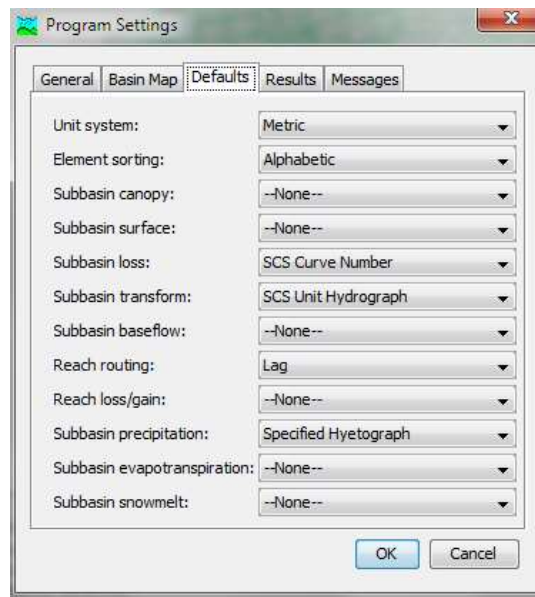 Program Settings
General Basin Map Defaults Results Messages
Unit system: Metric
Element sorting: Alphabetic
Subbasin canopy: --None--
Subbasin surface: --None--
Subbasin loss: SCS Curve Number
Subbasin transform: SCS Unit Hydrograph
Subbasin baseflow: --None--
Reach routing: Lag
Reach loss/gain: --None--
Subbasin precipitation: Specified Hyetograph
Subbasin evapotranspiration: --None--
Subbasin snowmelt: --None--
OK Cancel